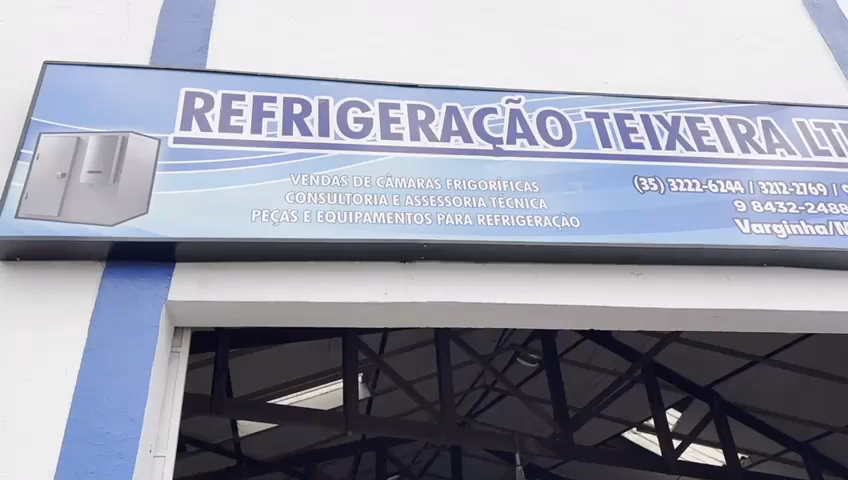 REFRIGERAÇÃO TEIXEIRA
VENDAS DE CÂMARAS FRIGORÍFICAS
CONSULTORIA E ASSESSORIA TÉCNICA
PEÇAS E EQUIPAMENTOS PARA REFRIGERAÇÃO
(35) 3222-6244 / 3212-2769 /
9 8432-2488
Varginha/M